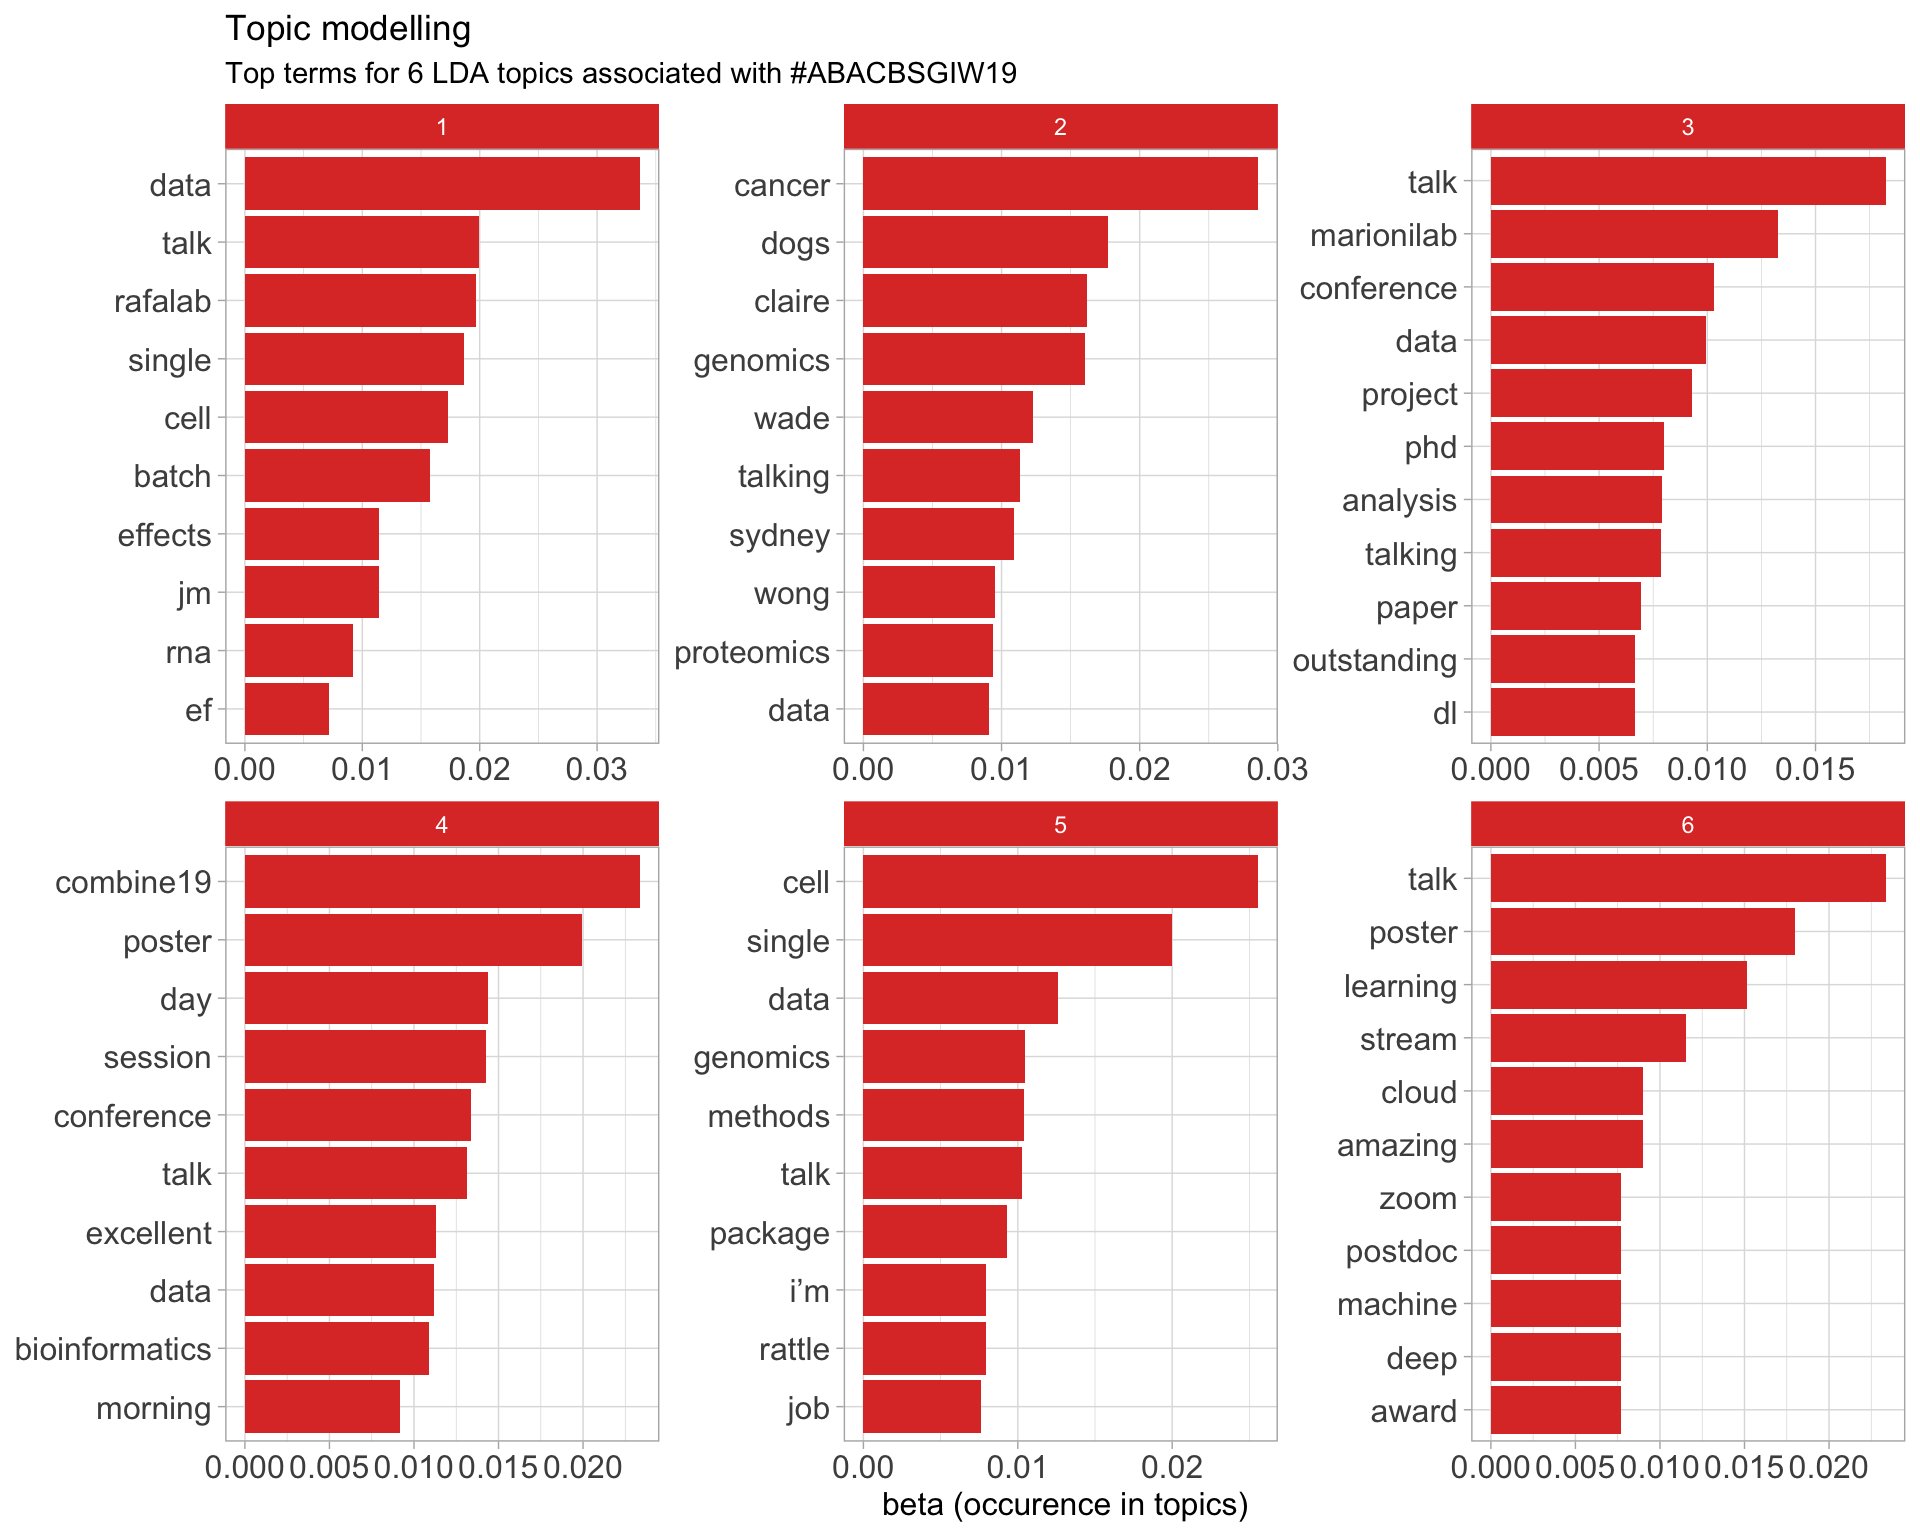 Topic modelling
Top terms for 6 LDA topics associated with #ABACBSGIW19
1
data
talk
rafalab
single
cell
batch
effects
jm
rna
ef
0.00 0.01 0.02 0.03
2
cancer
dogs
claire
genomics
wade
talking
sydney
wong
proteomics
data
0.00 0.01 0.02 0.03
3
talk
marionilab
conference
data
project
phd
analysis
talking
paper
outstanding
dl
0.000 0.005 0.010 0.015
4
combine19
poster
day
session
conference
talk
excellent
data
bioinformatics
morning
0.000 0.005 0.010 0.015 0.020
5
cell
single
data
genomics
methods
talk
package
i’m
rattle
job
0.00 0.01 0.02
6
talk
poster
learning
stream
cloud
amazing
zoom
postdoc
machine
deep
award
0.000 0.005 0.010 0.015 0.020
beta (occurence in topics)